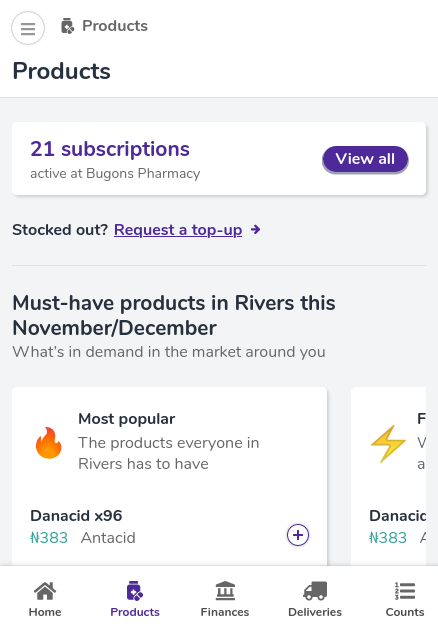 Products
Products
21 subscriptions
active at Bugons Pharmacy
View all
Stocked out? Request a top-up
Must-have products in Rivers this
November/December
What's in demand in the market around you
Most popular
The products everyone in
Rivers has to have
Danacid x96
₦383 Antacid
Danacid
₦383
Home
Products
Finances
Deliveries
Counts